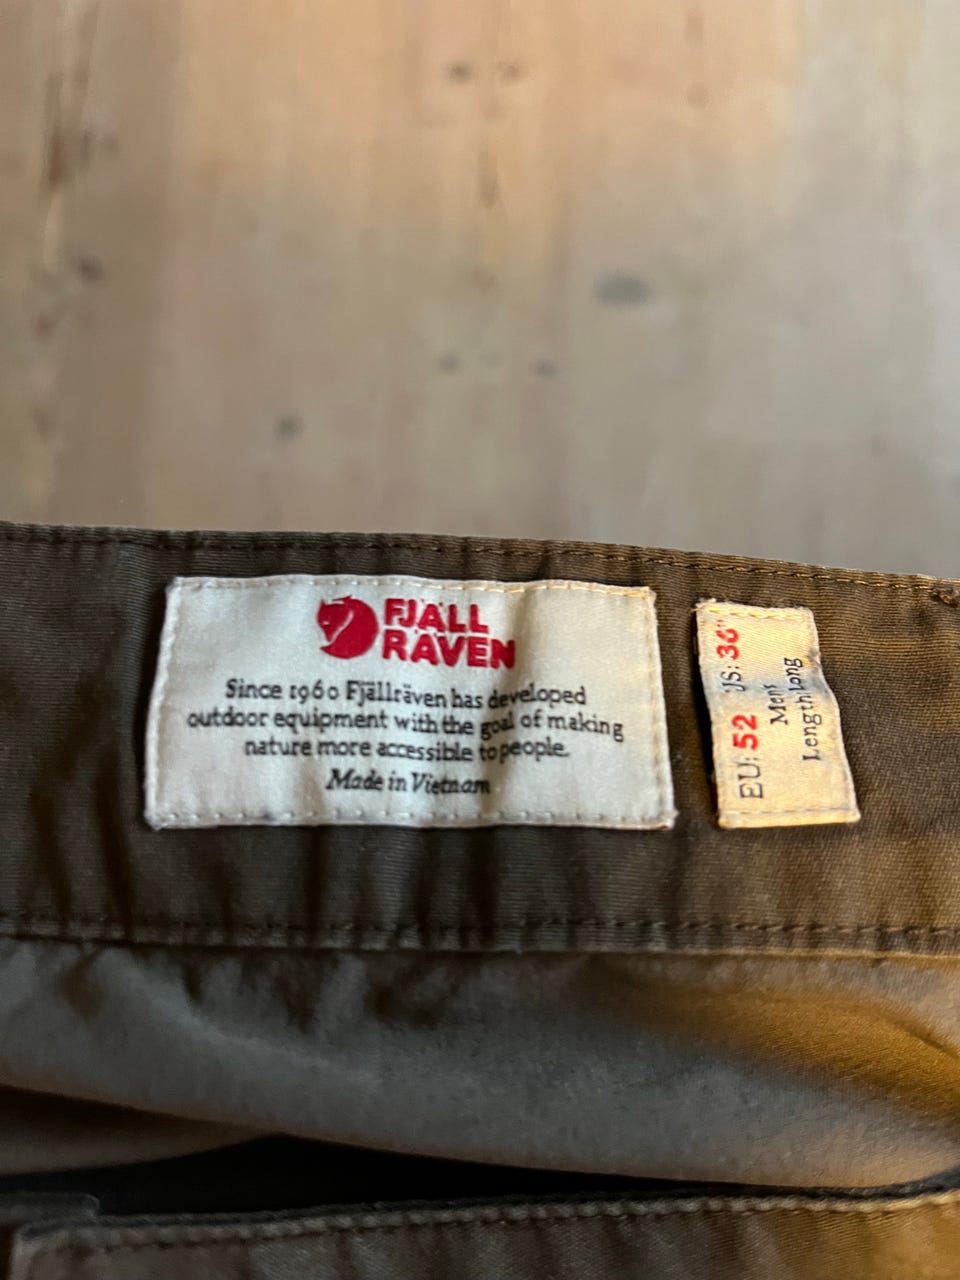 FJÄLL
RÄVEN
Since 1960 Fjällräven has developed
outdoor equipment with the goal of making
nature more accessible to people.
Made in Vietnam
EU: 52 US: 36"
Men's
Length: Long